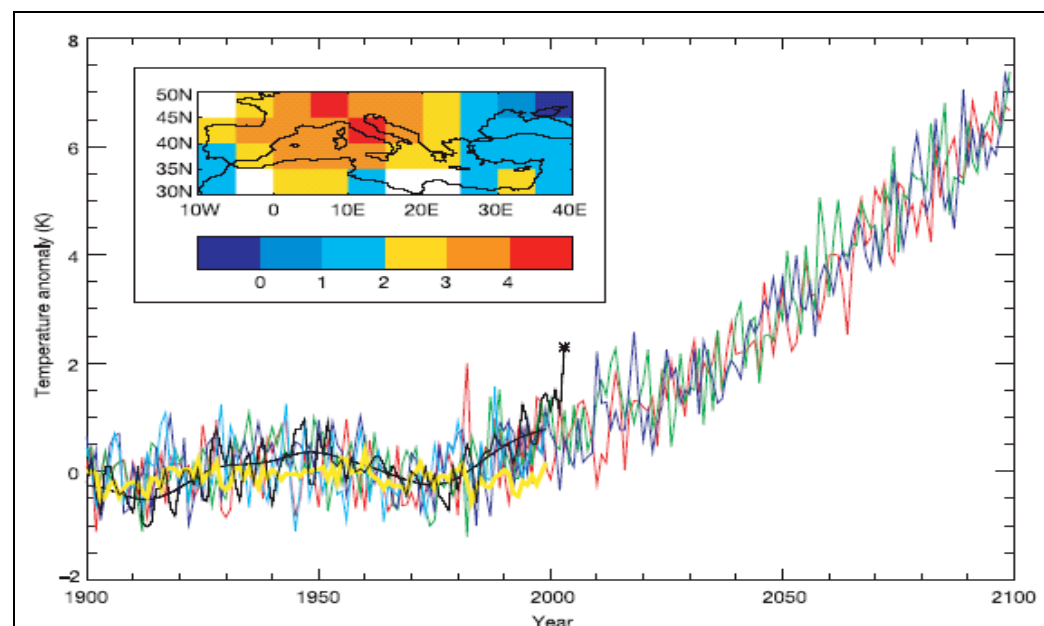 8
6
4
2
0
−2
Temperature anomaly (K)
50N
45N
40N
35N
30N
10W 0 10E 20E 30E 40E
0 1 2 3 4
1900 1950 2000 2050 2100
Year